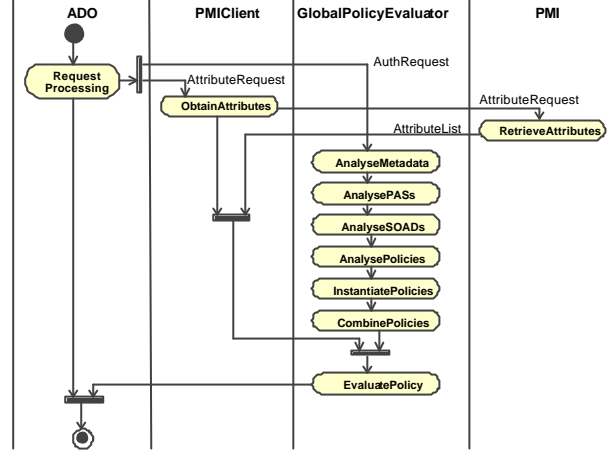 ADO
PMIClient
GlobalPolicyEvaluator
PMI
Request
Processing
AuthRequest
AttributeRequest
ObtainAttributes
AttributeRequest
AttributeList
RetrieveAttributes
AnalyseMetadata
AnalysePASs
AnalyseSOADs
AnalysePolicies
InstantiatePolicies
CombinePolicies
EvaluatePolicy